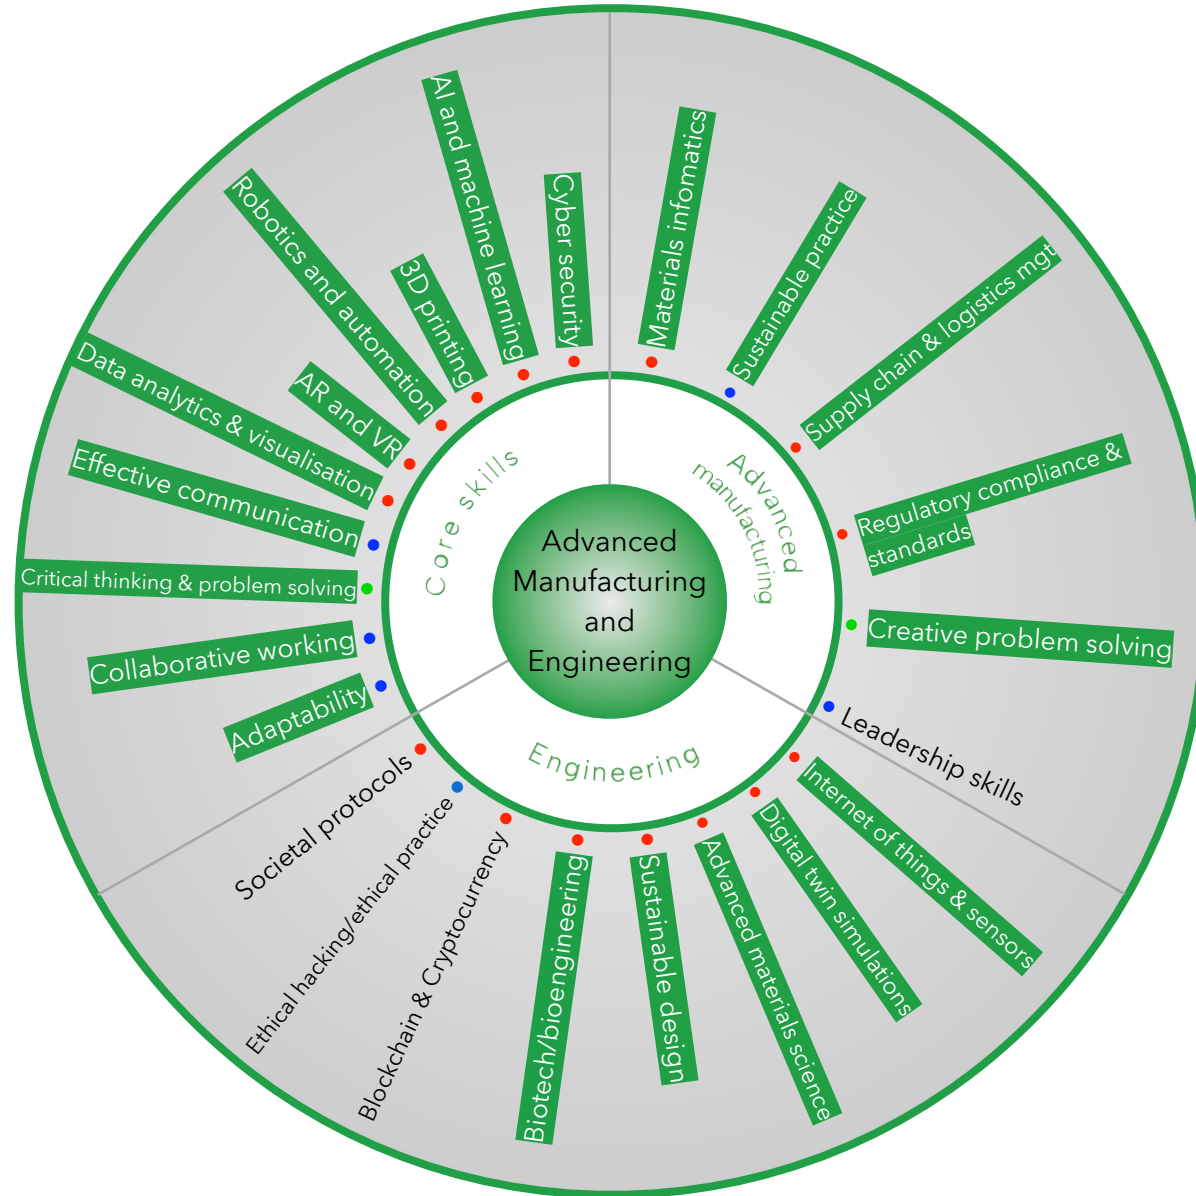 Advanced
Manufacturing
and
Engineering
Core skills
Advanced
manufacturing
Engineering
Materials infomatics
Sustainable practice
Supply chain & logistics mgt
Regulatory compliance &
standards
Creative problem solving
Leadership skills
Internet of things & sensors
Digital twin simulations
Advanced materials science
Sustainable design
Biotech/bioengineering
Blockchain & Cryptocurrency
Ethical hacking/ethical practice
Societal protocols
Adaptability
Collaborative working
Critical thinking & problem solving
Effective communication
Data analytics & visualisation
AR and VR
Robotics and automation
3D printing
AI and machine learning
Cyber security